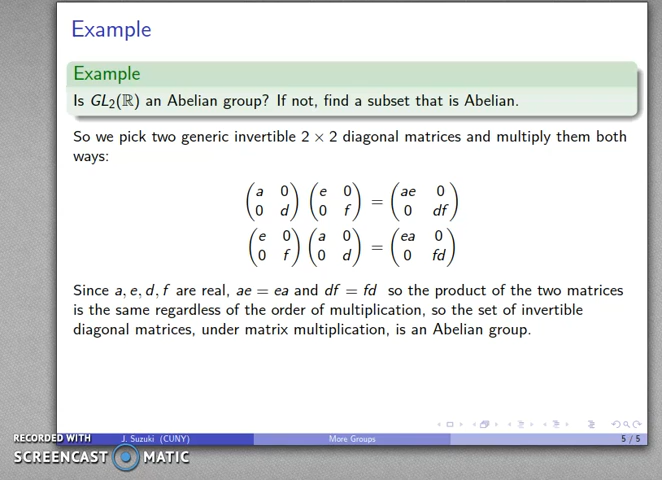 Example
Example
Is GL₂(ℝ) an Abelian group? If not, find a subset that is Abelian.
So we pick two generic invertible 2 × 2 diagonal matrices and multiply them both
ways:
(a 0; 0 d) (e 0; 0 f) = (ae 0; 0 df)
(e 0; 0 f) (a 0; 0 d) = (ea 0; 0 fd)
Since a, e, d, f are real, ae = ea and df = fd so the product of the two matrices
is the same regardless of the order of multiplication, so the set of invertible
diagonal matrices, under matrix multiplication, is an Abelian group.
J. Suzuki (CUNY) More Groups 5 / 5
RECORDED WITH
SCREENCAST MATIC